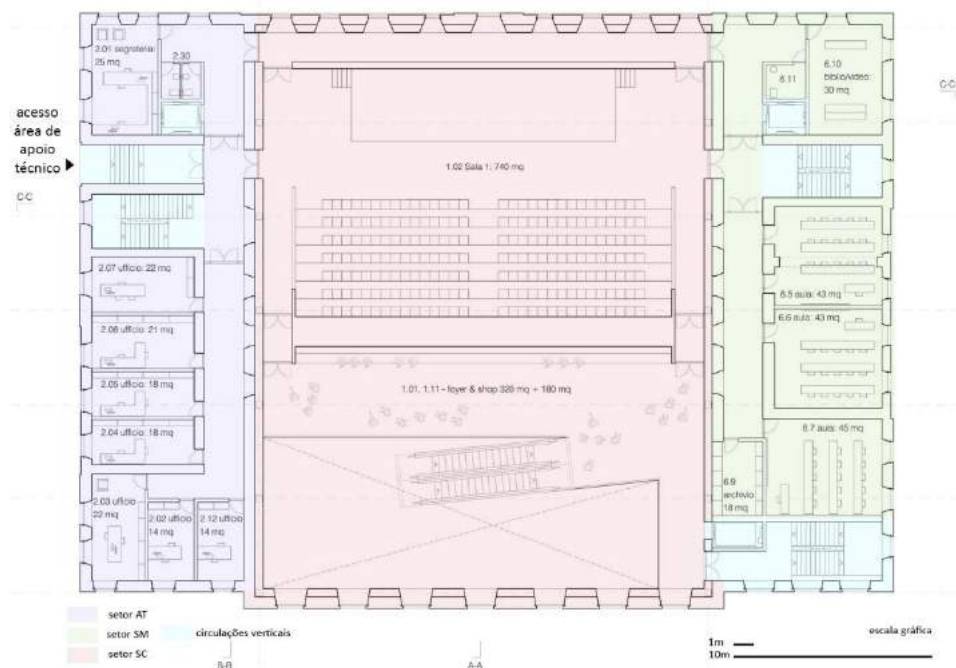 2.01 segreteria:
25 mq
2.30
6.11
6.10
biblio/video:
30 mq
C-C
acesso
área de
apoio
técnico
C-C
1.02 Sala 1: 740 mq
2.07 ufficio: 22 mq
6.5 aula: 43 mq
2.06 ufficio: 21 mq
6.6 aula: 43 mq
2.05 ufficio: 18 mq
1.01, 1.11 - foyer & shop 328 mq + 180 mq
2.04 ufficio: 18 mq
6.7 aula: 45 mq
2.03 ufficio
22 mq
2.02 ufficio
14 mq
2.12 ufficio
14 mq
6.9
archivio
18 mq
setor AT
setor SM
setor SC
circulações verticais
escala gráfica
1m
10m
B-B
A-A